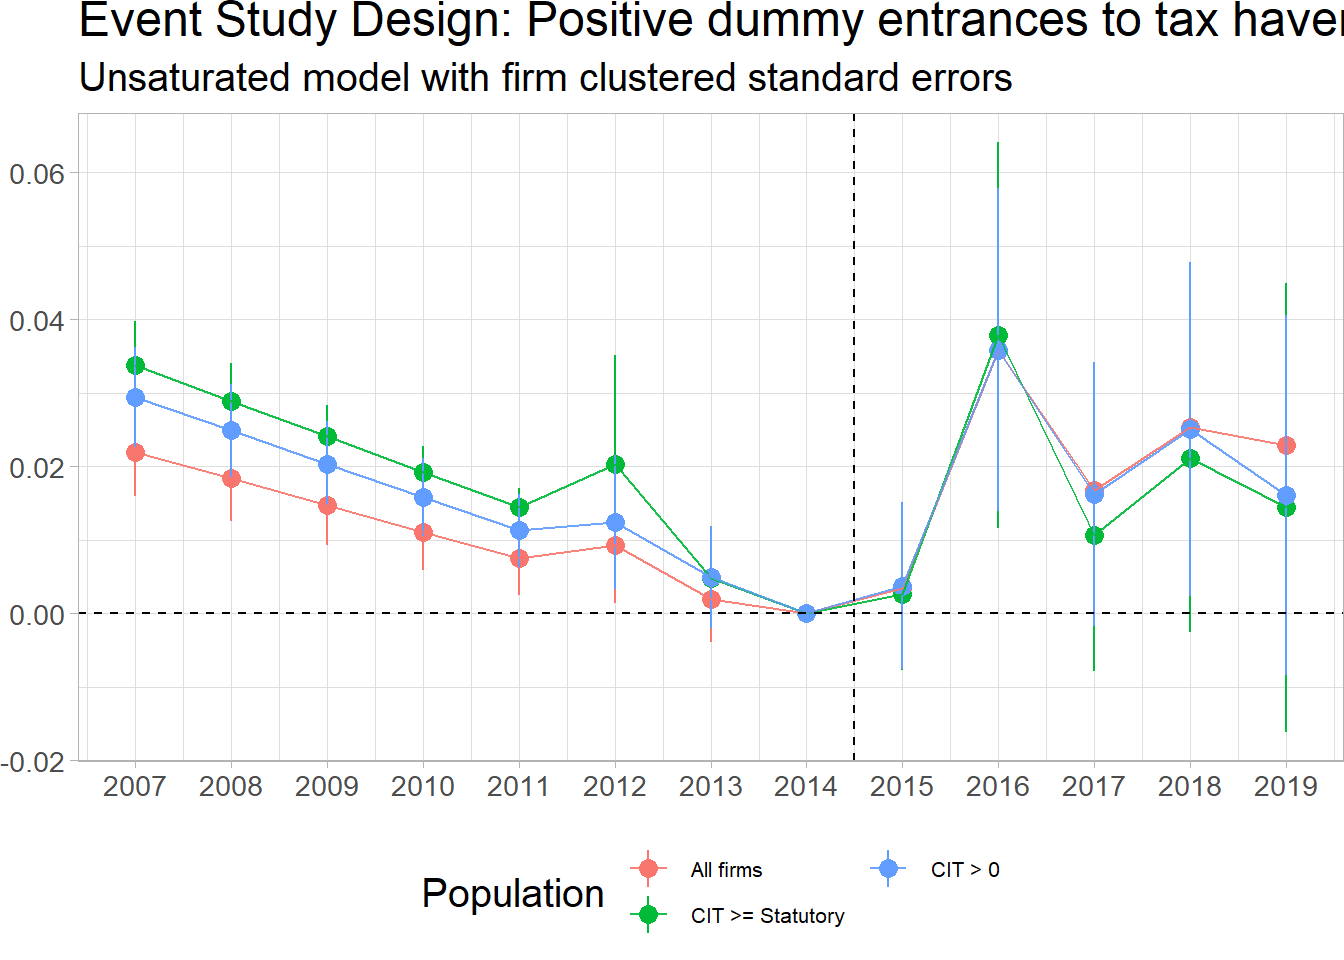 Event Study Design: Positive dummy entrances to tax haven
Unsaturated model with firm clustered standard errors
0.06
0.04
0.02
0.00
-0.02
2007 2008 2009 2010 2011 2012 2013 2014 2015 2016 2017 2018 2019
Population
All firms
CIT > 0
CIT >= Statutory